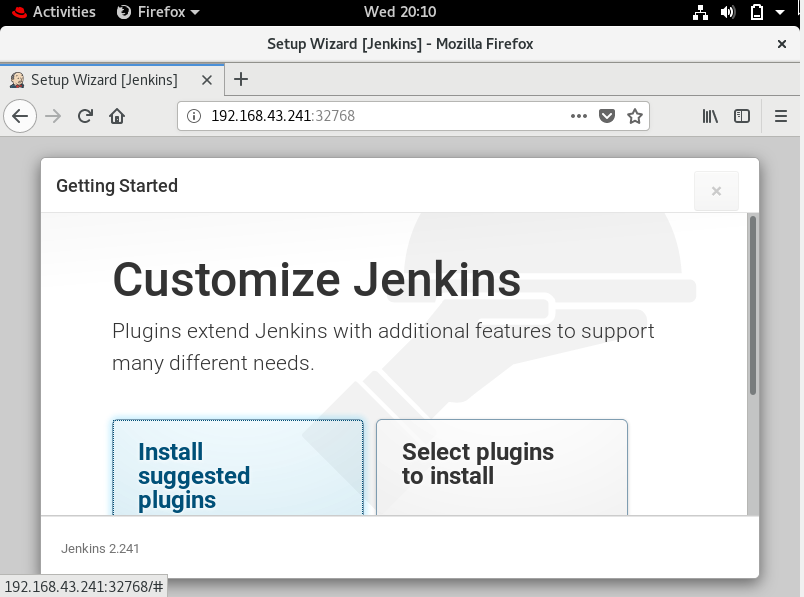 Activities Firefox Wed 20:10
Setup Wizard [Jenkins] - Mozilla Firefox
Setup Wizard [Jenkins]
192.168.43.241:32768
Getting Started
Customize Jenkins
Plugins extend Jenkins with additional features to support
many different needs.
Install
suggested
plugins
Select plugins
to install
Jenkins 2.241
192.168.43.241:32768/#